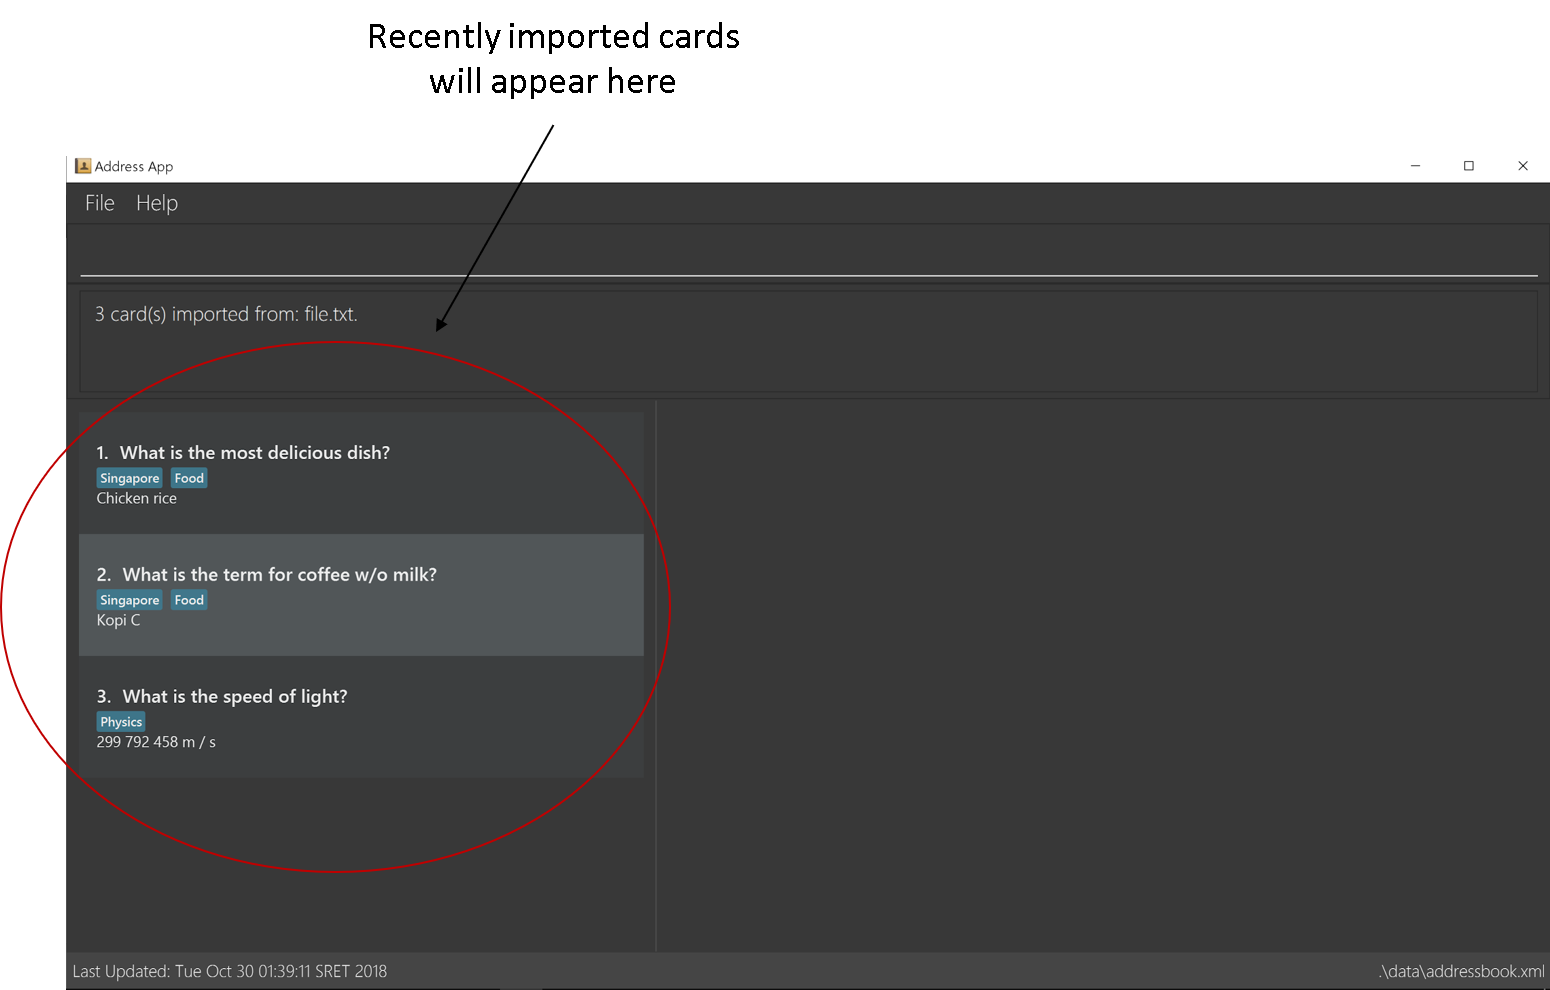 Recently imported cards
will appear here
Address App
File Help
3 card(s) imported from: file.txt.
1. What is the most delicious dish?
Singapore Food
Chicken rice
2. What is the term for coffee w/o milk?
Singapore Food
Kopi C
3. What is the speed of light?
Physics
299 792 458 m / s
Last Updated: Tue Oct 30 01:39:11 SRET 2018
.\data\addressbook.xml